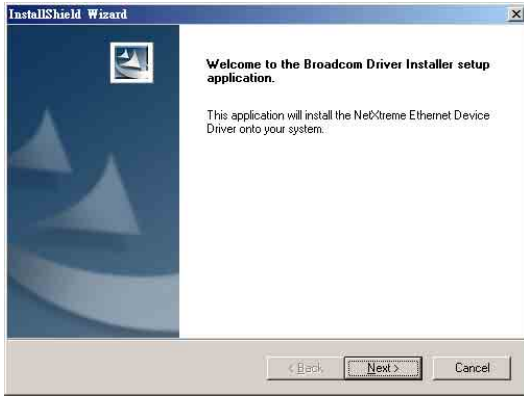 InstallShield Wizard
Welcome to the Broadcom Driver Installer setup
application.
This application will install the NetXtreme Ethernet Device
Driver onto your system.
< Back
Next >
Cancel